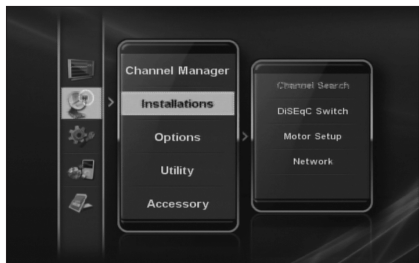 Channel Manager
Installations
Options
Utility
Accessory
Channel Search
DiSEqC Switch
Motor Setup
Network